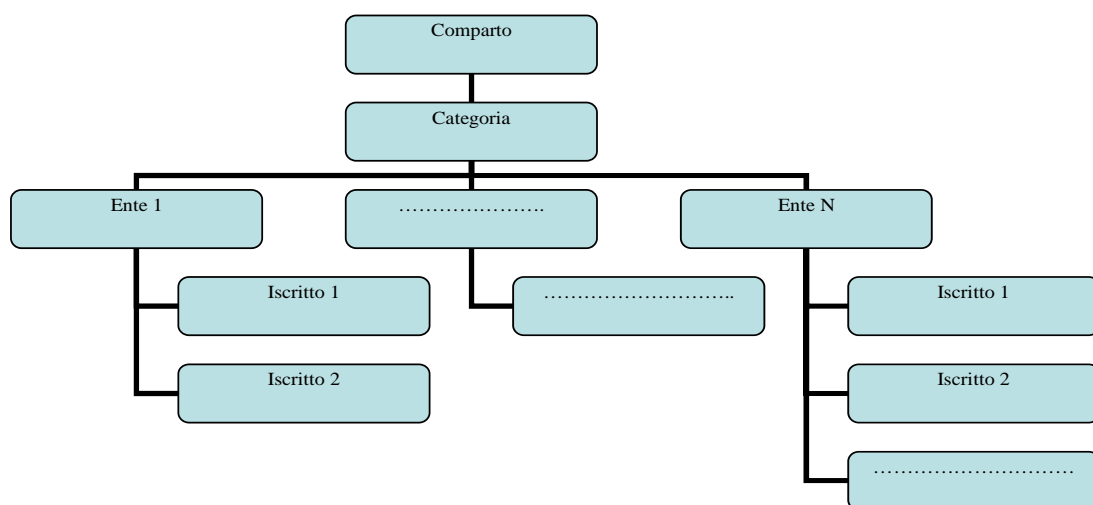 Comparto
Categoria
Ente 1
………………….
Ente N
Iscritto 1
………………………..
Iscritto 1
Iscritto 2
Iscritto 2
…………………………